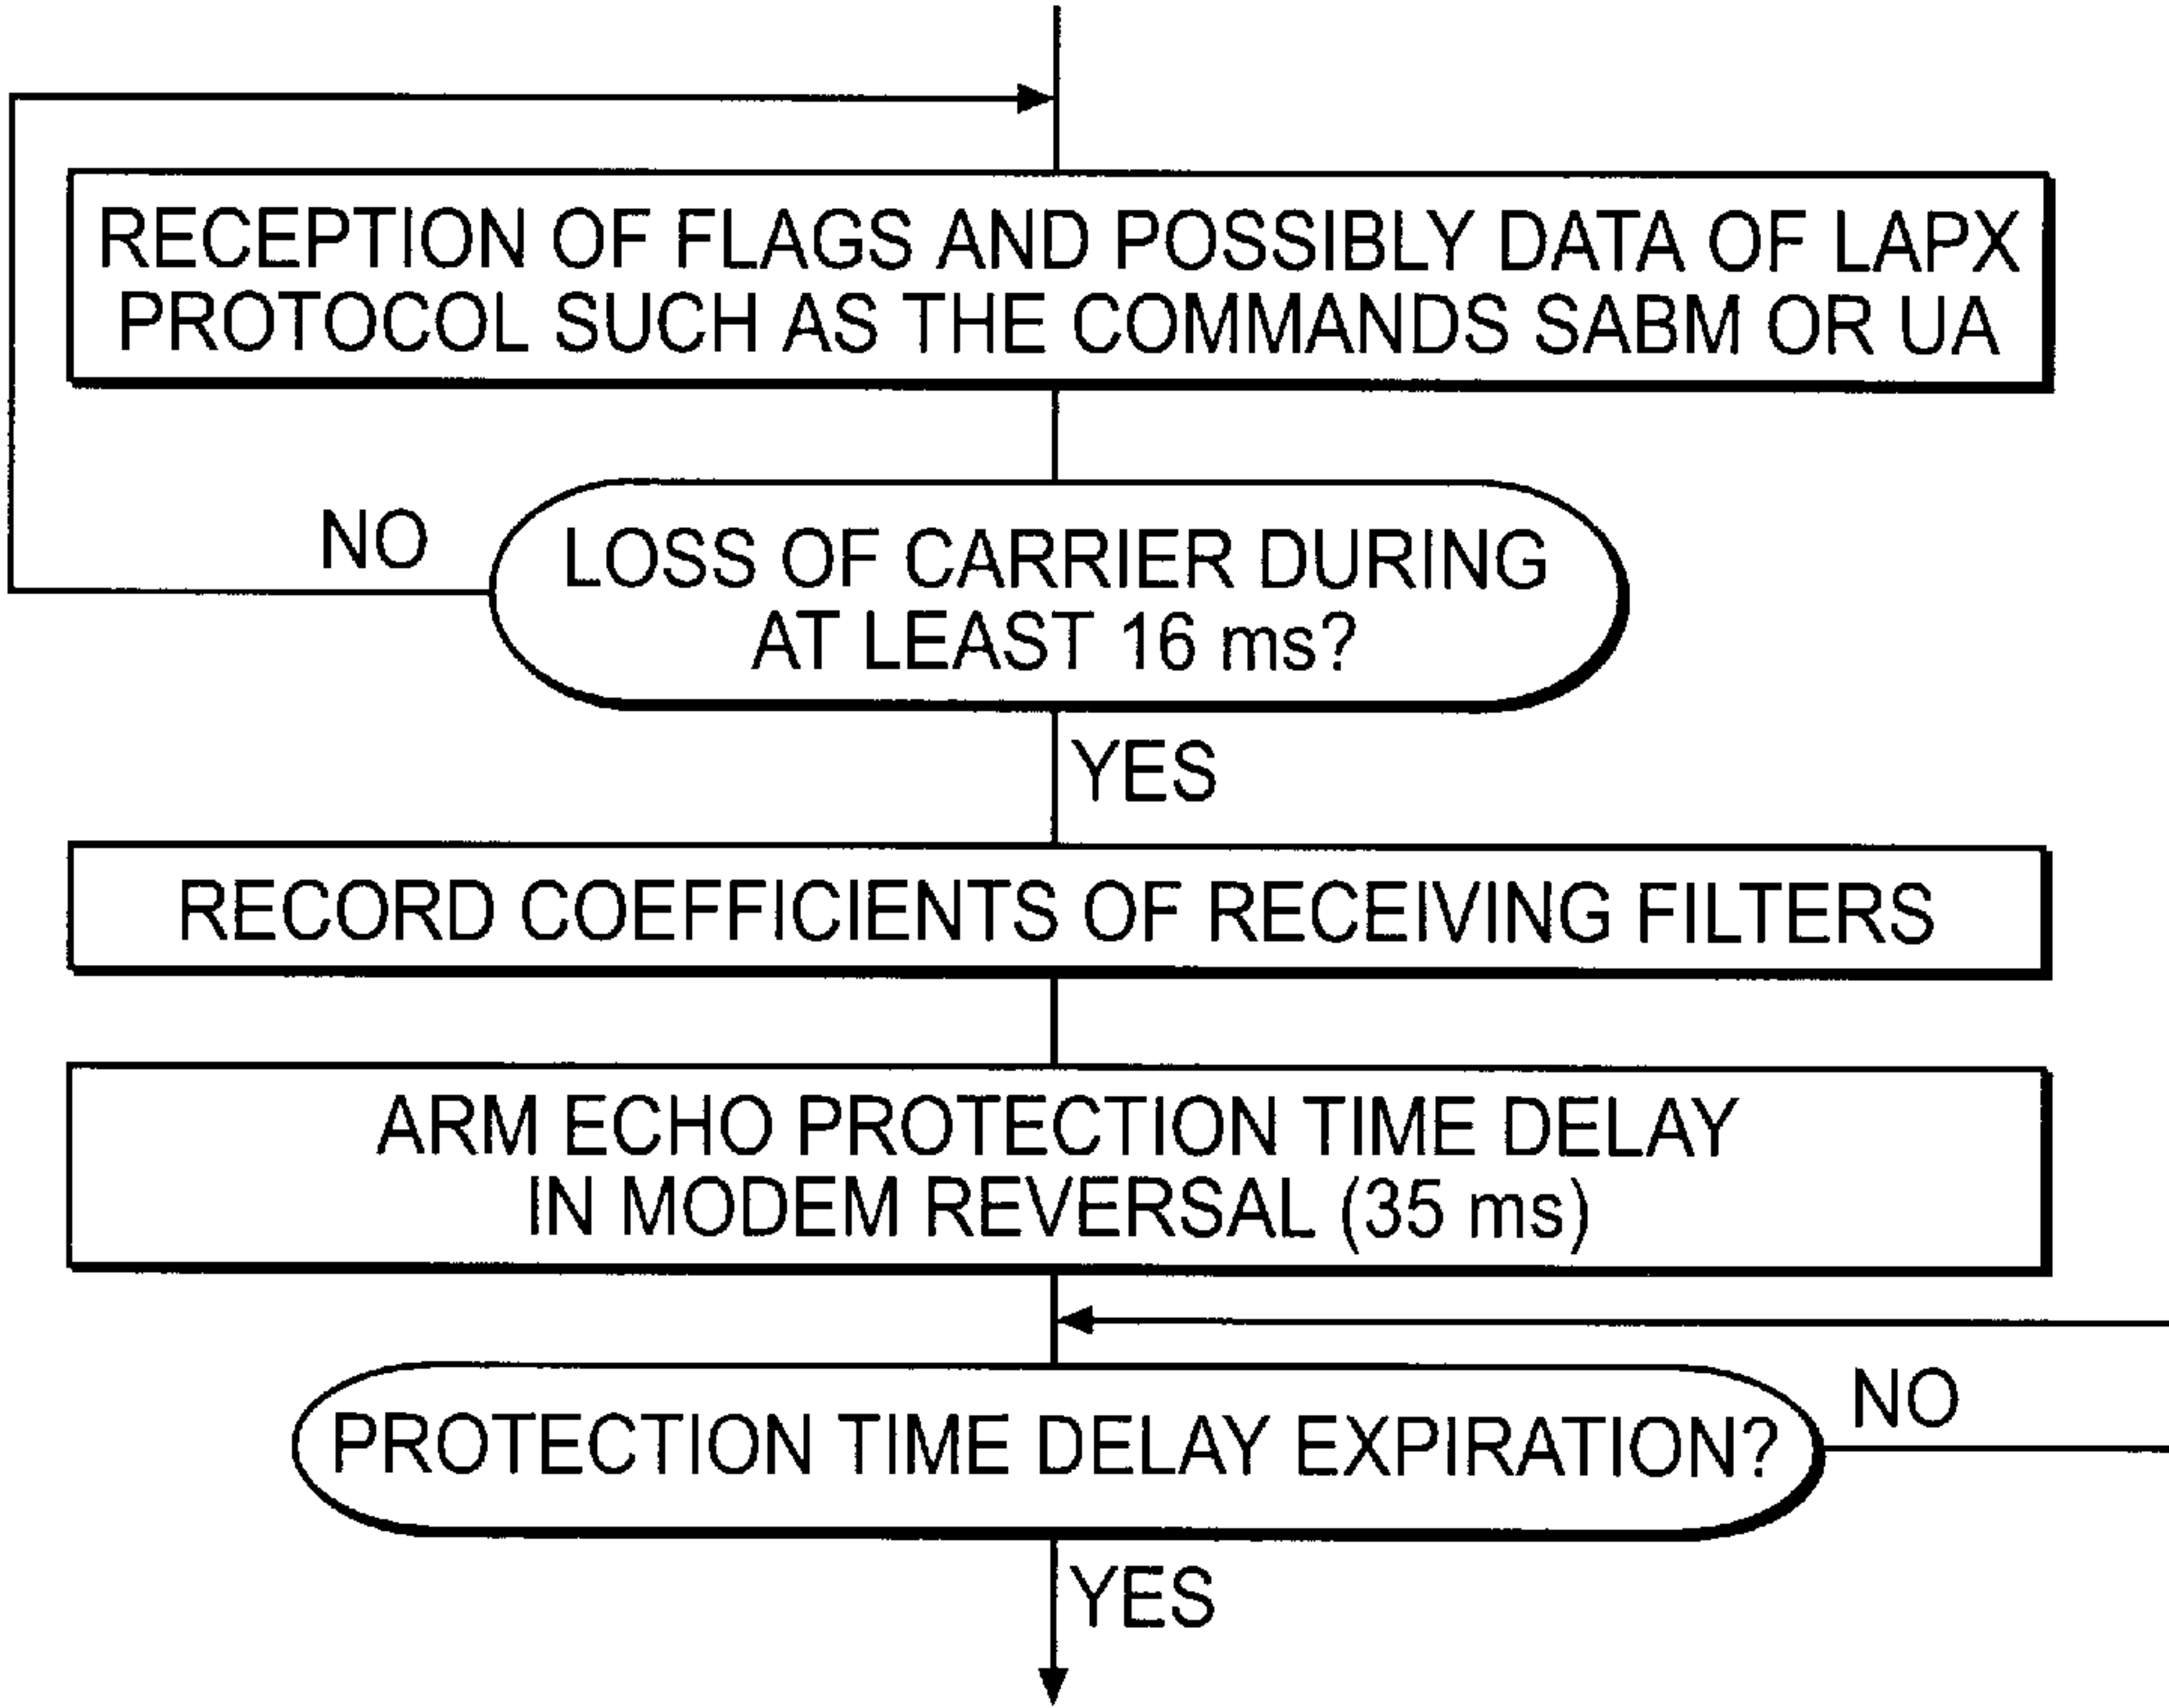 RECEPTION OF FLAGS AND POSSIBLY DATA OF LAPX
PROTOCOL SUCH AS THE COMMANDS SABM OR UA
NO
LOSS OF CARRIER DURING
AT LEAST 16 ms?
YES
RECORD COEFFICIENTS OF RECEIVING FILTERS
ARM ECHO PROTECTION TIME DELAY
IN MODEM REVERSAL (35 ms)
NO
PROTECTION TIME DELAY EXPIRATION?
YES